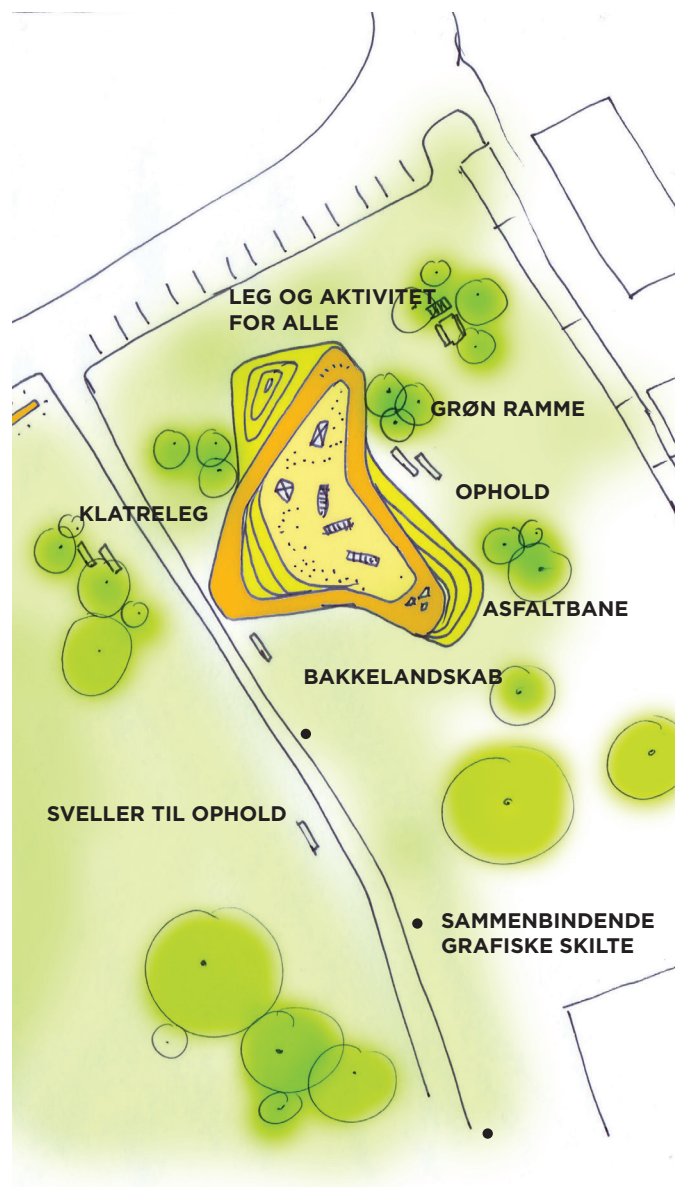 LEG OG AKTIVITET
FOR ALLE
GRØN RAMME
OPHOLD
KLATRELEG
ASFALTBANE
BAKKELANDSKAB
SVELLER TIL OPHOLD
SAMMENBINDENDE
GRAFISKE SKILTE